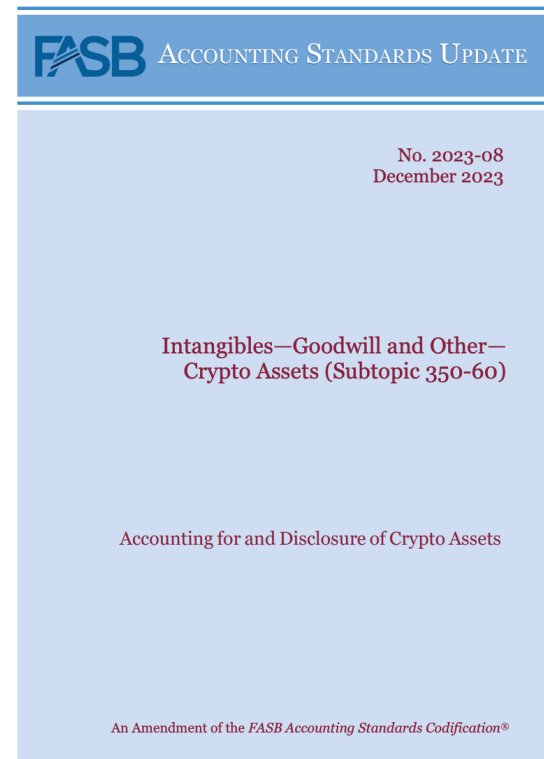 FASB ACCOUNTING STANDARDS UPDATE
No. 2023-08
December 2023
Intangibles—Goodwill and Other—
Crypto Assets (Subtopic 350-60)
Accounting for and Disclosure of Crypto Assets
An Amendment of the FASB Accounting Standards Codification®